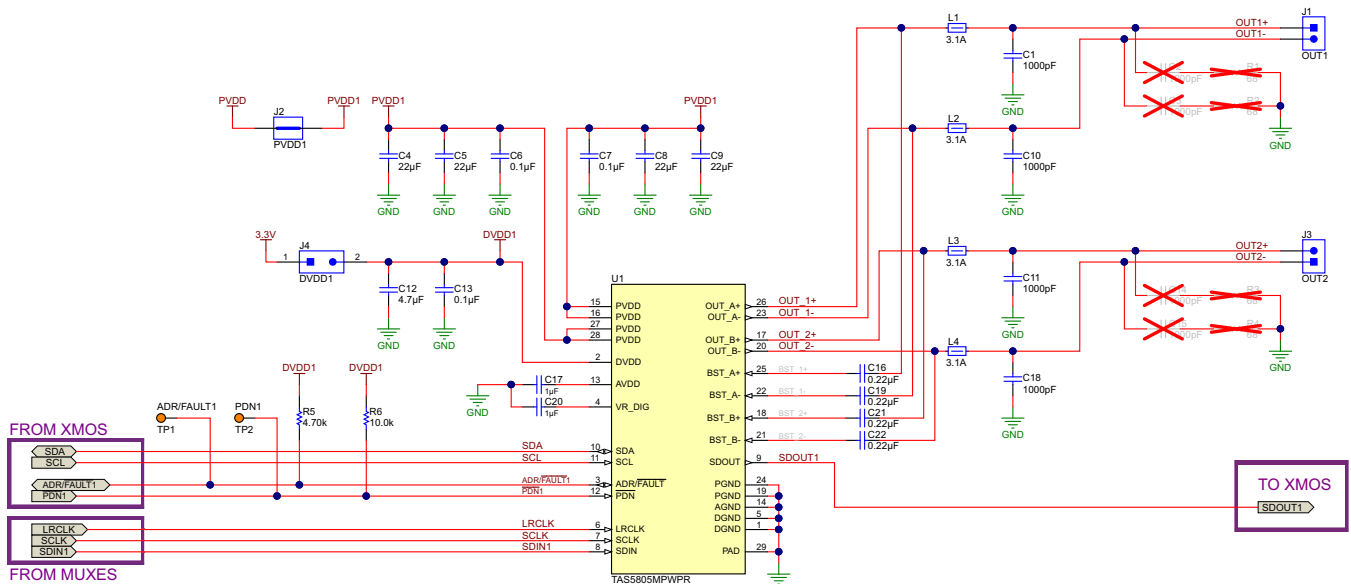 L1
3.1A
OUT1+
OUT1-
J1
OUT1
C1
1000pF
GND
R1
68
R2
GND
PVDD
J2
PVDD1
PVDD1
PVDD1
C4
22µF
C5
22µF
C6
0.1µF
GND
GND
GND
PVDD1
C7
0.1µF
C8
22µF
C9
22µF
GND
GND
GND
L2
3.1A
C10
1000pF
GND
3.3V
J4
1
2
DVDD1
DVDD1
C12
4.7µF
C13
0.1µF
GND
GND
L3
3.1A
OUT2+
OUT2-
J3
OUT2
C11
1000pF
GND
R3
GND
L4
3.1A
C18
1000pF
GND
U1
15 PVDD
16 PVDD
27 PVDD
28 PVDD
2 DVDD
13 AVDD
4 VR_DIG
10 SDA
11 SCL
3 ADR/FAULT
12 PDN
6 LRCLK
7 SCLK
8 SDIN
OUT_A+ 26 OUT_1+
OUT_A- 23 OUT_1-
OUT_B+ 17 OUT_2+
OUT_B- 20 OUT_2-
BST_A+ 25 BST_1+
BST_A- 22 BST_1-
BST_B+ 18 BST_2+
BST_B- 21 BST_2-
SDOUT 9 SDOUT1
PGND 24
PGND 19
AGND 14
DGND 5
DGND 1
PAD 29
TAS5805MPWPR
C16
0.22µF
C19
0.22µF
C21
0.22µF
C22
0.22µF
C17
1µF
C20
1µF
GND
DVDD1
DVDD1
R5
4.70k
R6
10.0k
ADR/FAULT1
TP1
PDN1
TP2
FROM XMOS
SDA
SCL
ADR/FAULT1
PDN1
SDA
SCL
ADR/FAULT1
PDN1
LRCLK
SCLK
SDIN1
LRCLK
SCLK
SDIN1
FROM MUXES
TO XMOS
SDOUT1